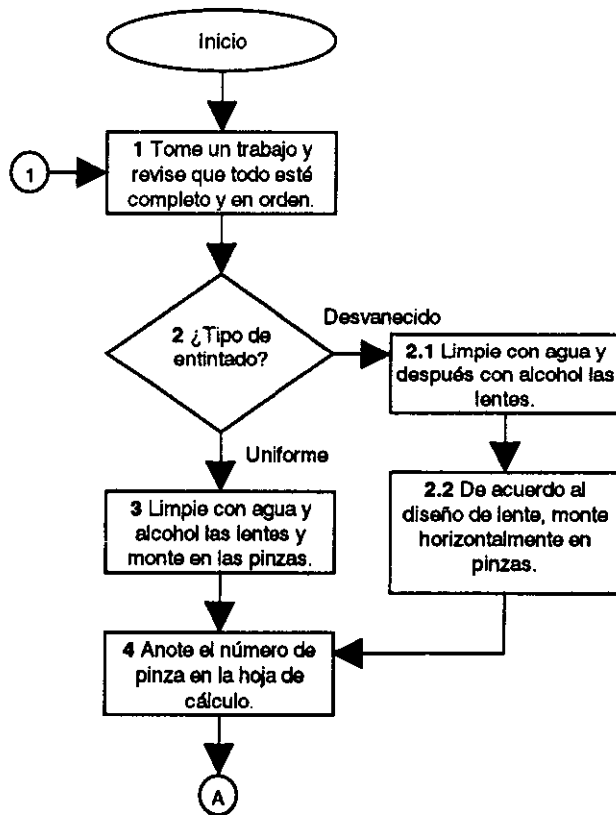 Inicio
1 Tome un trabajo y
revise que todo esté
completo y en orden.
1
2 ¿Tipo de
entintado?
Desvanecido
2.1 Limpie con agua y
después con alcohol las
lentes.
Uniforme
2.2 De acuerdo al
diseño de lente, monte
horizontalmente en
pinzas.
3 Limpie con agua y
alcohol las lentes y
monte en las pinzas.
4 Anote el número de
pinza en la hoja de
cálculo.
A